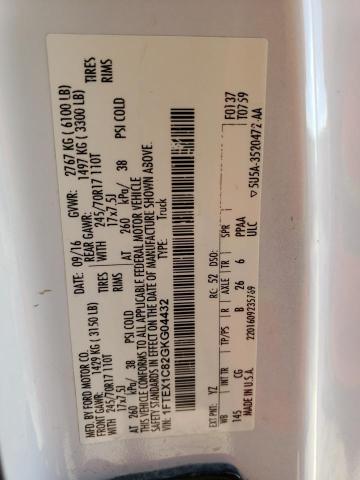 MFD. BY FORD MOTOR CO.
DATE: 09/16 GVWR: 2767 KG ( 6100 LB)
FRONT GAWR: 1429 KG ( 3150 LB) REAR GAWR: 1497 KG ( 3300 LB)
WITH 245/70R17 110T TIRES WITH 245/70R17 110T TIRES
17x7.5J RIMS 17x7.5J RIMS
AT 260 kPa/ 38 PSI COLD AT 260 kPa/ 38 PSI COLD
THIS VEHICLE CONFORMS TO ALL APPLICABLE FEDERAL MOTOR VEHICLE
SAFETY AND THEFT PREVENTION STANDARDS IN EFFECT ON THE
DATE OF MANUFACTURE SHOWN ABOVE.
VIN: 1FTEX1C82GKG04432
TYPE: Truck
F0137
T0759
EXT PNT: YZ RC: 52 DSO:
WB INT TR TP/PS R AXLE TR SPR
145 CG B 26 6 PPAA
2201609235769 ULC
MADE IN U.S.A. ▽5U5A-3520472-AA